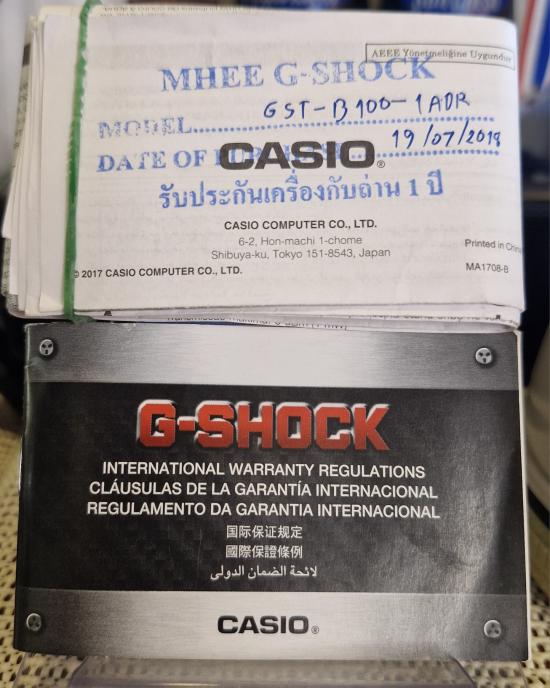 AEEE Yönetmeliğine Uygundur
MHEE G-SHOCK
MODEL.......... GST-B100-1ADR
DATE OF 19/07/2018
CASIO®
รับประกันเครื่องกับถ่าน 1 ปี
CASIO COMPUTER CO., LTD.
6-2, Hon-machi 1-chome
Shibuya-ku, Tokyo 151-8543, Japan
Printed in China
© 2017 CASIO COMPUTER CO., LTD.
MA1708-B
G-SHOCK
INTERNATIONAL WARRANTY REGULATIONS
CLÁUSULAS DE LA GARANTÍA INTERNACIONAL
REGULAMENTO DA GARANTIA INTERNACIONAL
国际保证规定
國際保證條例
لائحة الضمان الدولى
CASIO®